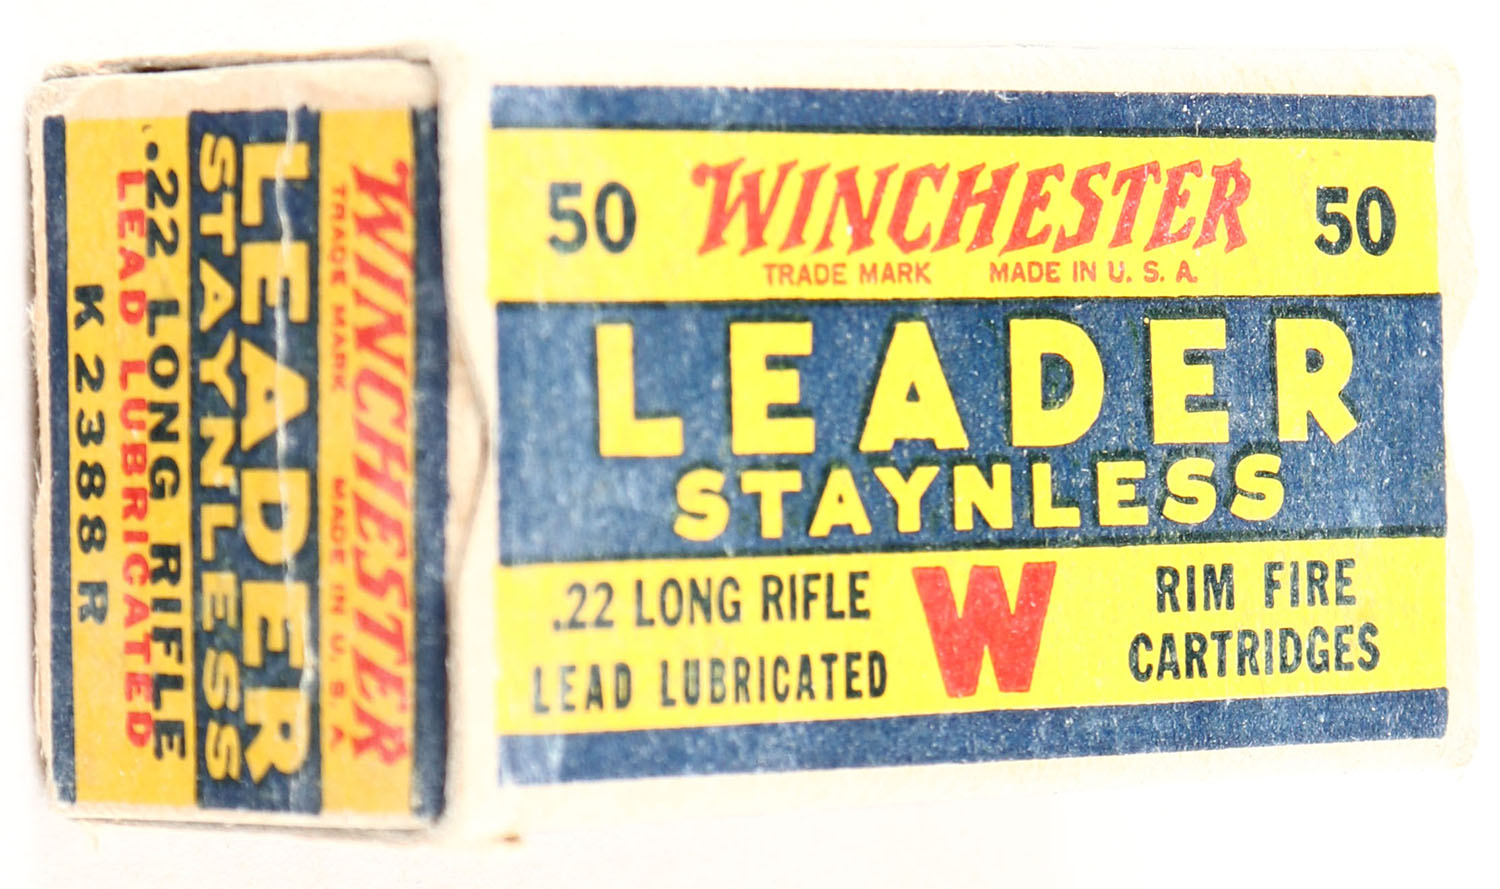 WINCHESTER
TRADE MARK MADE IN U. S. A.
LEADER
STAYNLESS
.22 LONG RIFLE
LEAD LUBRICATED
K2388R
50 WINCHESTER 50
TRADE MARK MADE IN U. S. A.
LEADER
STAYNLESS
.22 LONG RIFLE
LEAD LUBRICATED
W
RIM FIRE
CARTRIDGES